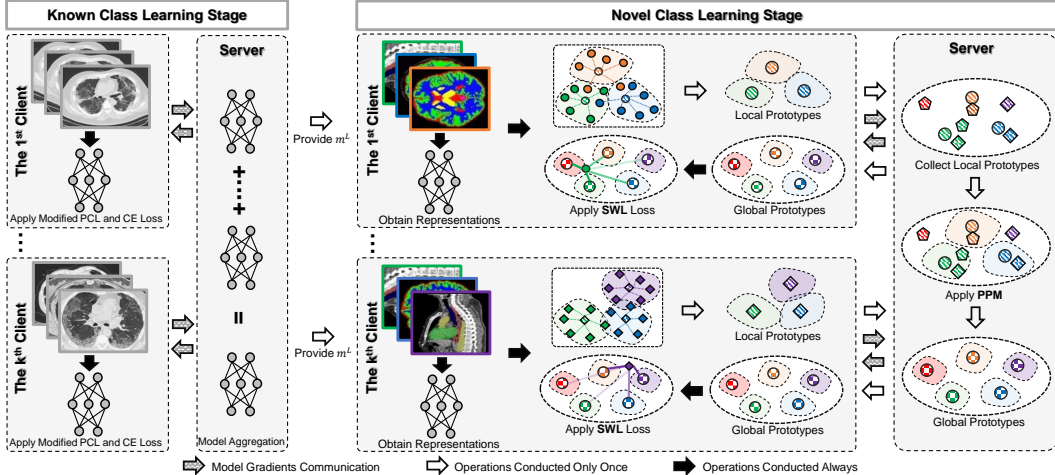 Known Class Learning Stage
The 1st Client
Apply Modified PCL and CE Loss
The kth Client
Apply Modified PCL and CE Loss
Server
Model Aggregation
Provide m^L
Provide m^L
Novel Class Learning Stage
The 1st Client
Obtain Representations
Local Prototypes
Apply SWL Loss
Global Prototypes
The kth Client
Obtain Representations
Local Prototypes
Apply SWL Loss
Global Prototypes
Server
Collect Local Prototypes
Apply PPM
Global Prototypes
Model Gradients Communication
Operations Conducted Only Once
Operations Conducted Always